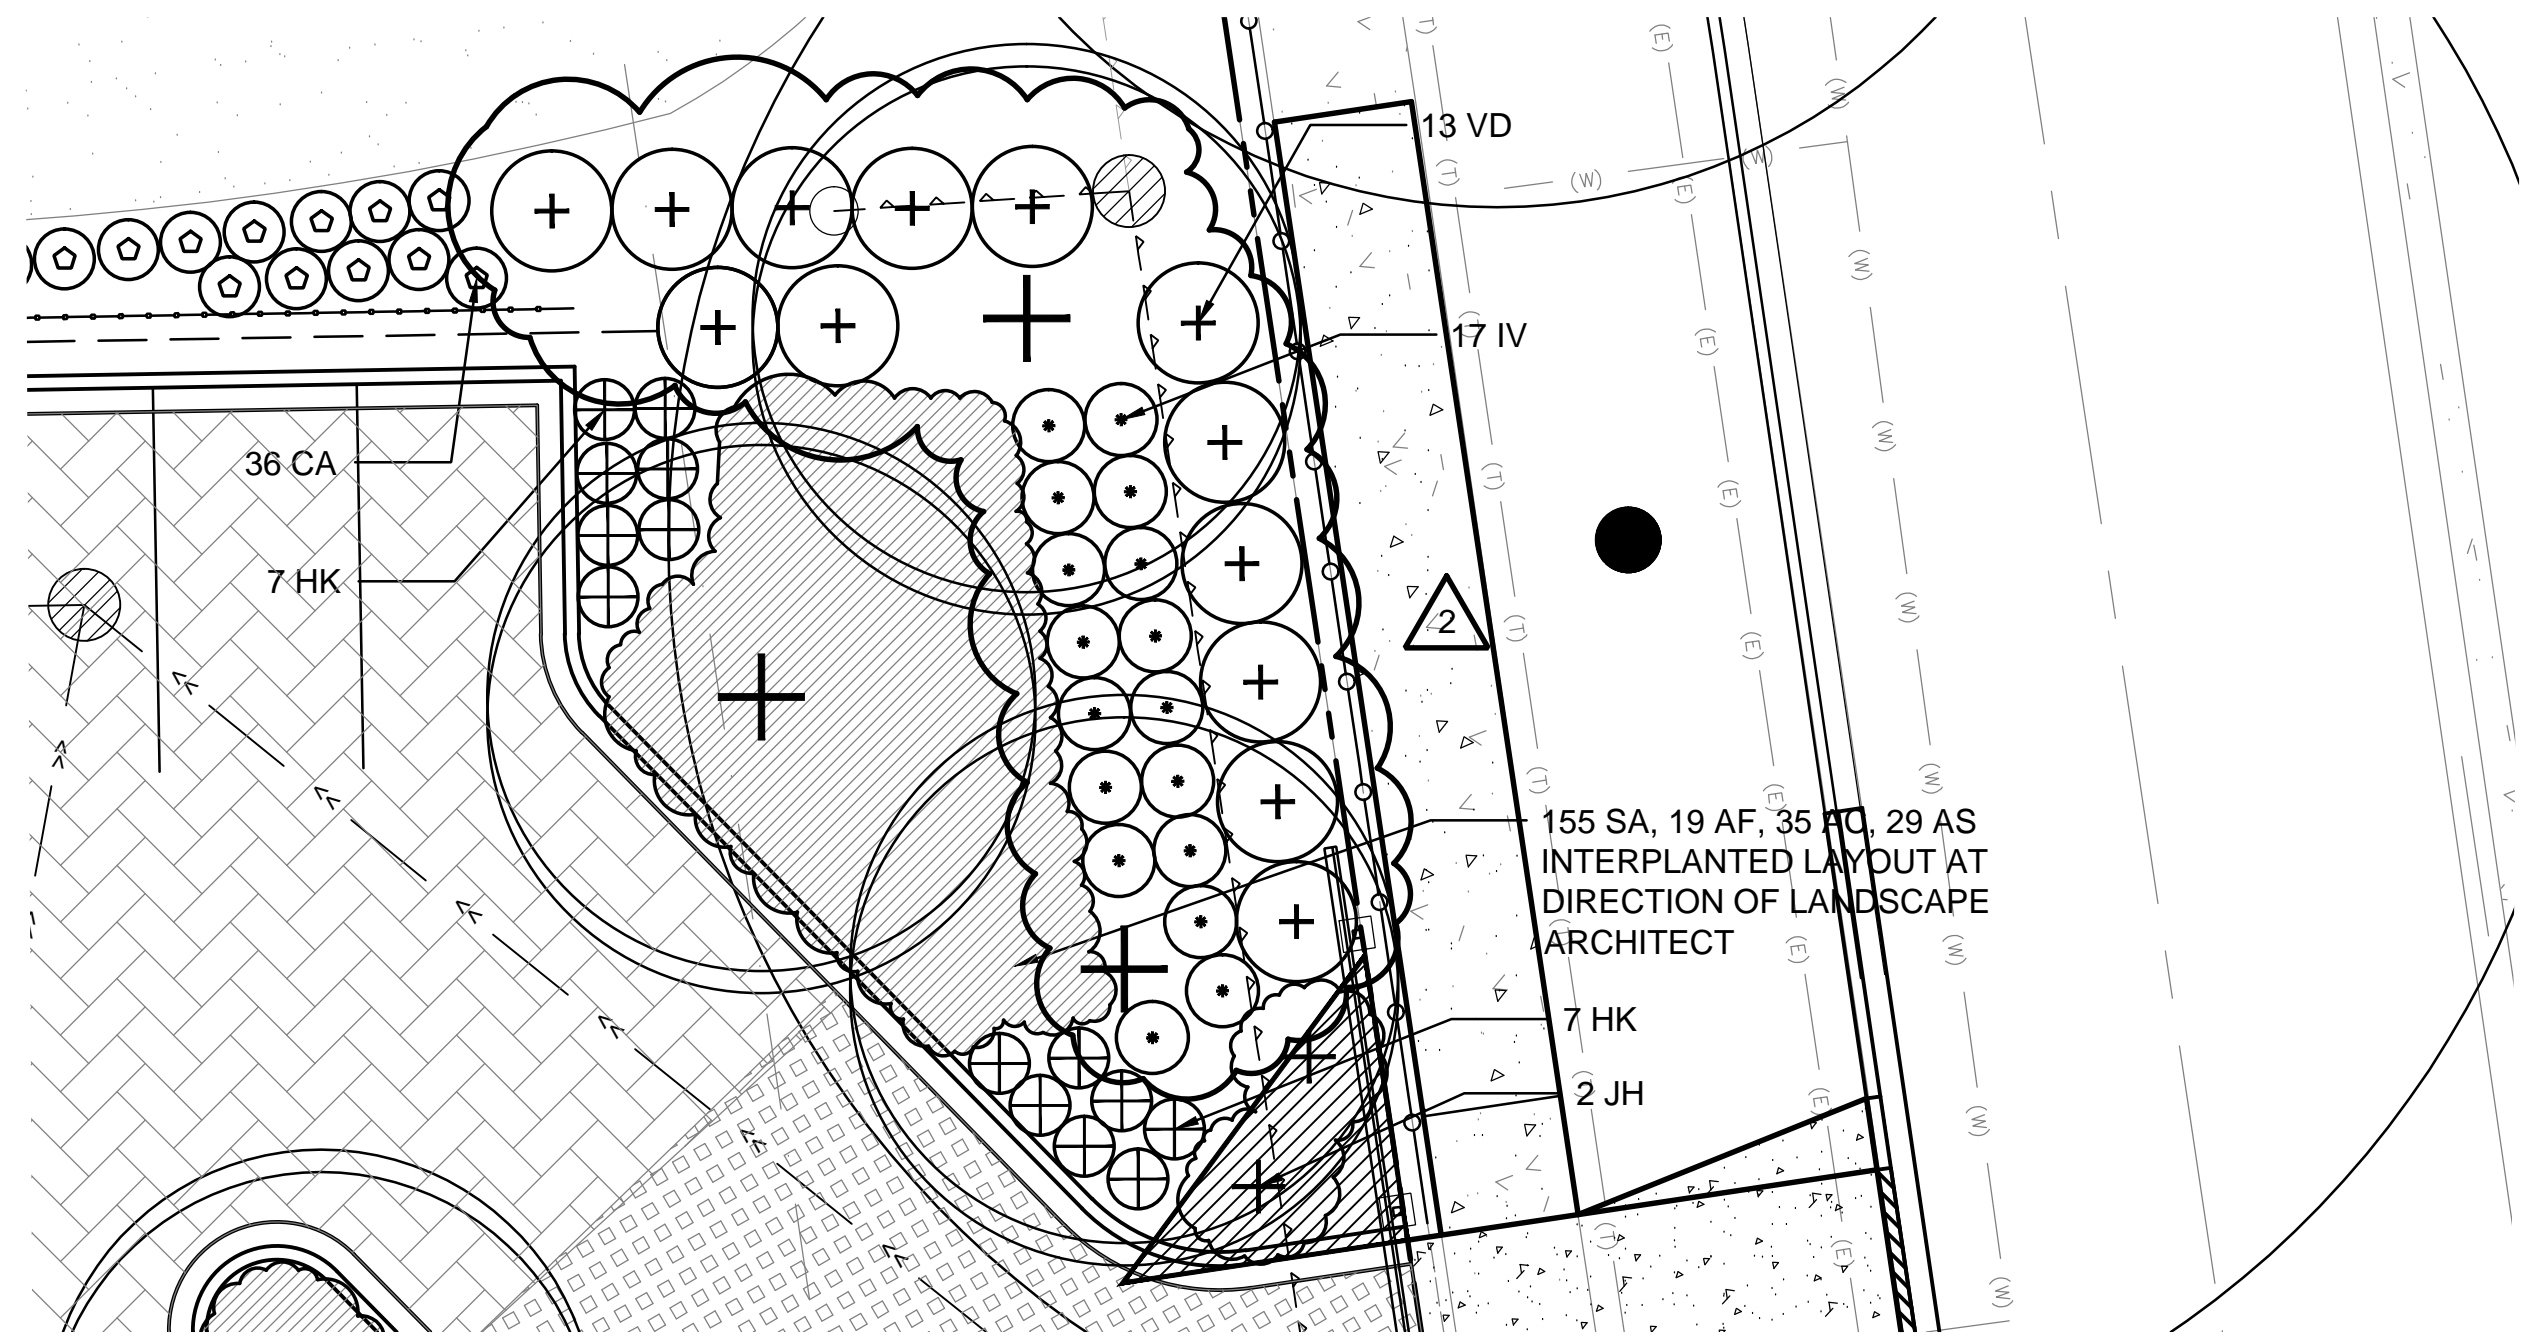 13 VD
17 IV
36 CA
7 HK
2
155 SA, 19 AF, 35 AC, 29 AS
INTERPLANTED LAYOUT AT
DIRECTION OF LANDSCAPE
ARCHITECT
7 HK
2 JH
(T)
(T)
(T)
(T)
(T)
(T)
(T)
(T)
(T)
(T)
(E)
(E)
(E)
(E)
(E)
(E)
(E)
(E)
(E)
(W)
(W)
(W)
(W)
(W)
(W)
(W)
(W)
(W)
(W)